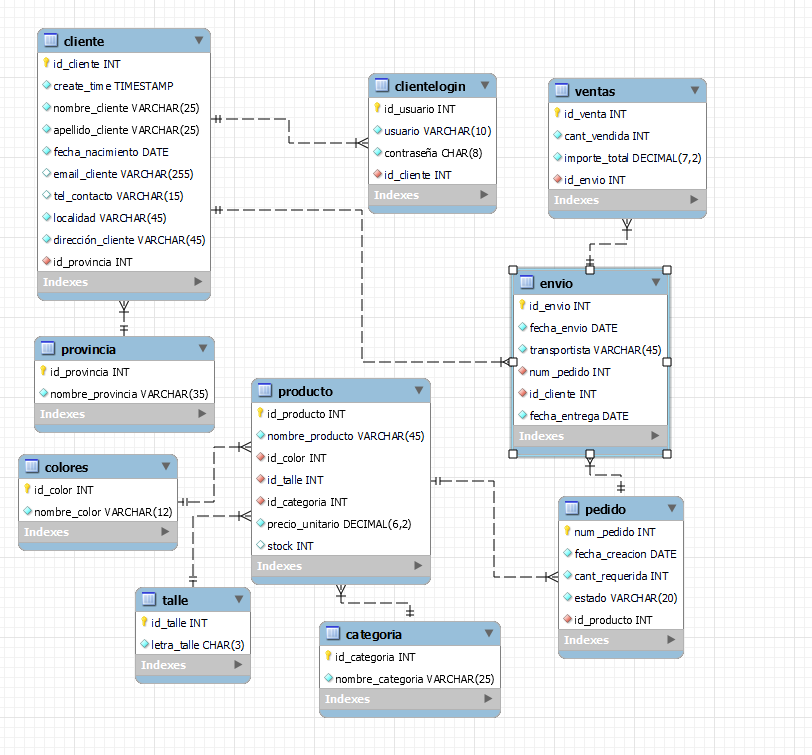 cliente
id_cliente INT
create_time TIMESTAMP
nombre_cliente VARCHAR(25)
apellido_cliente VARCHAR(25)
fecha_nacimiento DATE
email_cliente VARCHAR(255)
tel_contacto VARCHAR(15)
localidad VARCHAR(45)
dirección_cliente VARCHAR(45)
id_provincia INT
Indexes
clientelogin
id_usuario INT
usuario VARCHAR(10)
contraseña CHAR(8)
id_cliente INT
Indexes
ventas
id_venta INT
cant_vendida INT
importe_total DECIMAL(7,2)
id_envio INT
Indexes
envio
id_envio INT
fecha_envio DATE
transportista VARCHAR(45)
num_pedido INT
id_cliente INT
fecha_entrega DATE
Indexes
provincia
id_provincia INT
nombre_provincia VARCHAR(35)
Indexes
producto
id_producto INT
nombre_producto VARCHAR(45)
id_color INT
id_talle INT
id_categoria INT
precio_unitario DECIMAL(6,2)
stock INT
Indexes
colores
id_color INT
nombre_color VARCHAR(12)
Indexes
pedido
num_pedido INT
fecha_creacion DATE
cant_requerida INT
estado VARCHAR(20)
id_producto INT
Indexes
talle
id_talle INT
letra_talle CHAR(3)
Indexes
categoria
id_categoria INT
nombre_categoria VARCHAR(25)
Indexes